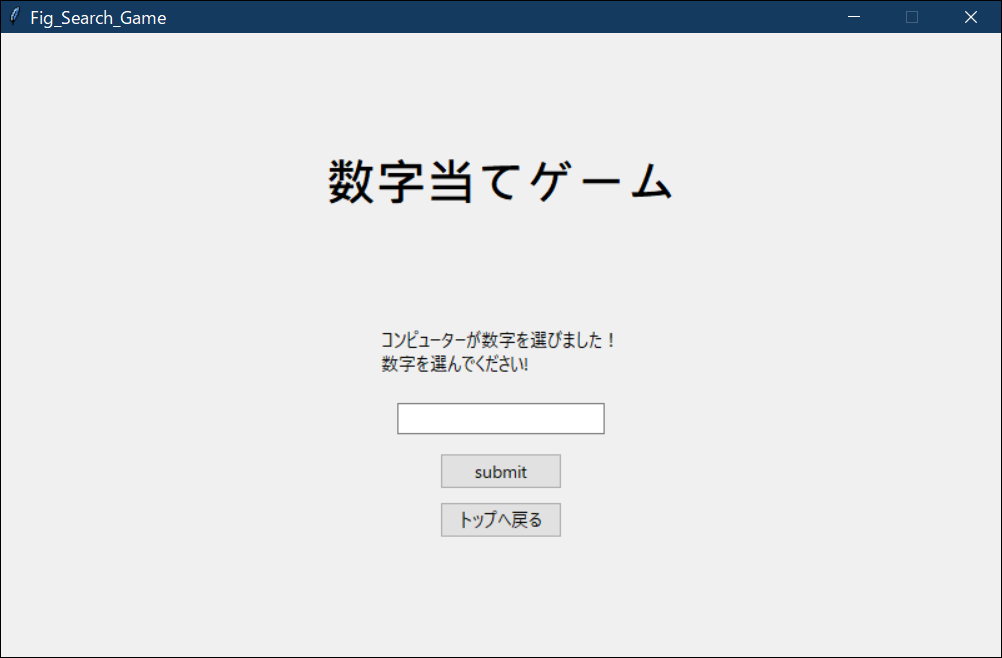 Fig_Search_Game
数字当てゲーム
コンピューターが数字を選びました！
数字を選んでください!
submit
トップへ戻る